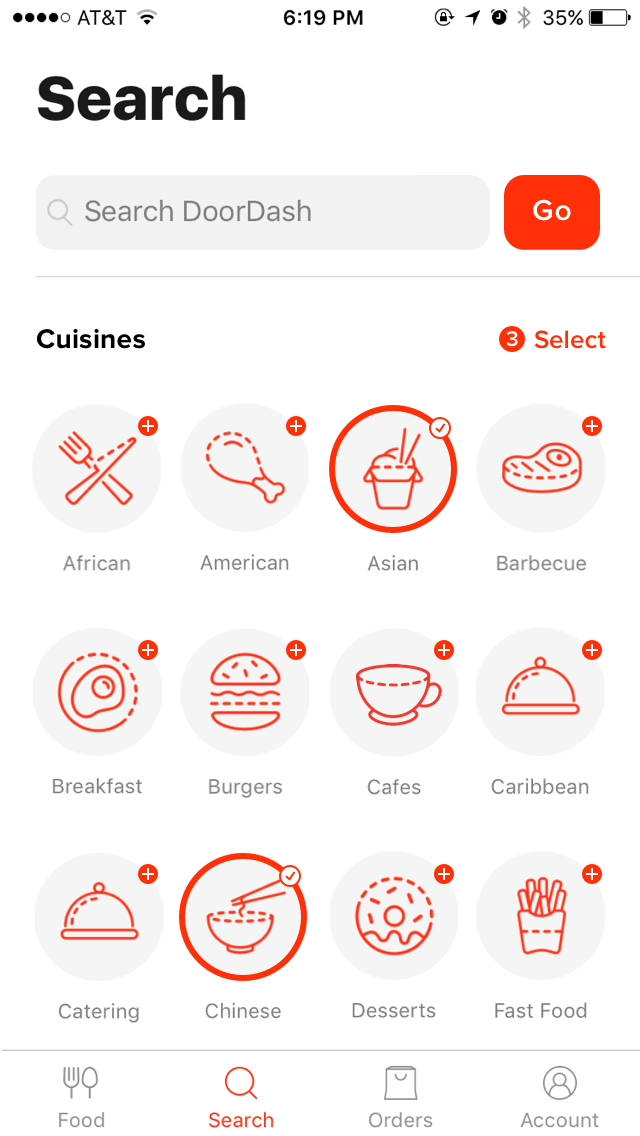 AT&T 6:19 PM 35%
Search
Search DoorDash Go
Cuisines 3 Select
African American Asian Barbecue
Breakfast Burgers Cafes Caribbean
Catering Chinese Desserts Fast Food
Food Search Orders Account